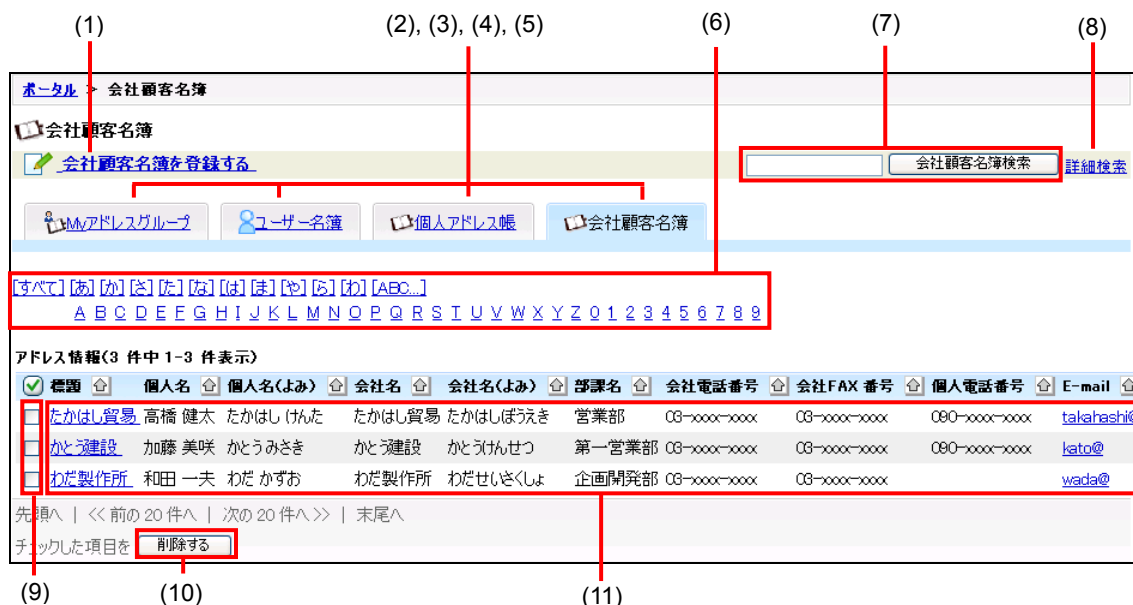 (1) (2), (3), (4), (5) (6) (7) (8)
ポータル > 会社顧客名簿
会社顧客名簿
会社顧客名簿を登録する 会社顧客名簿検索 詳細検索
Myアドレスグループ ユーザー名簿 個人アドレス帳 会社顧客名簿
[すべて] [あ] [か] [さ] [た] [な] [は] [ま] [や] [ら] [わ] [ABC...]
A B C D E F G H I J K L M N O P Q R S T U V W X Y Z 0 1 2 3 4 5 6 7 8 9
アドレス情報(3 件中 1-3 件表示)
標題 個人名 個人名(よみ) 会社名 会社名(よみ) 部課名 会社電話番号 会社FAX 番号 個人電話番号 E-mail
たかはし貿易 高橋 健太 たかはし けんた たかはし貿易 たかはしぼうえき 営業部 03-xxxx-xxxx 03-xxxx-xxxx 090-xxxx-xxxx takahashi@
かとう建設 加藤 美咲 かとう みさき かとう建設 かとうけんせつ 第一営業部 03-xxxx-xxxx 03-xxxx-xxxx 090-xxxx-xxxx kato@
わだ製作所 和田 一夫 わだ かずお わだ製作所 わだせいさくしょ 企画開発部 03-xxxx-xxxx 03-xxxx-xxxx wada@
先頭へ | << 前の 20 件へ | 次の 20 件へ >> | 末尾へ
チェックした項目を 削除する
(9) (10) (11)